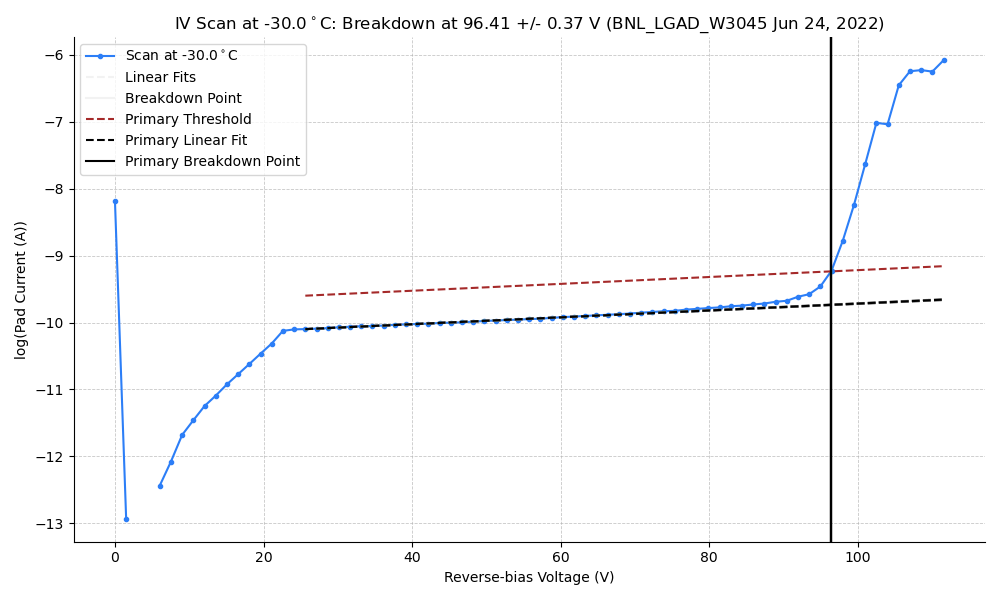 IV Scan at -30.0°C: Breakdown at 96.41 +/- 0.37 V (BNL_LGAD_W3045 Jun 24, 2022)
Scan at -30.0°C
Linear Fits
Breakdown Point
Primary Threshold
Primary Linear Fit
Primary Breakdown Point
log(Pad Current (A))
−6
−7
−8
−9
−10
−11
−12
−13
0 20 40 60 80 100
Reverse-bias Voltage (V)